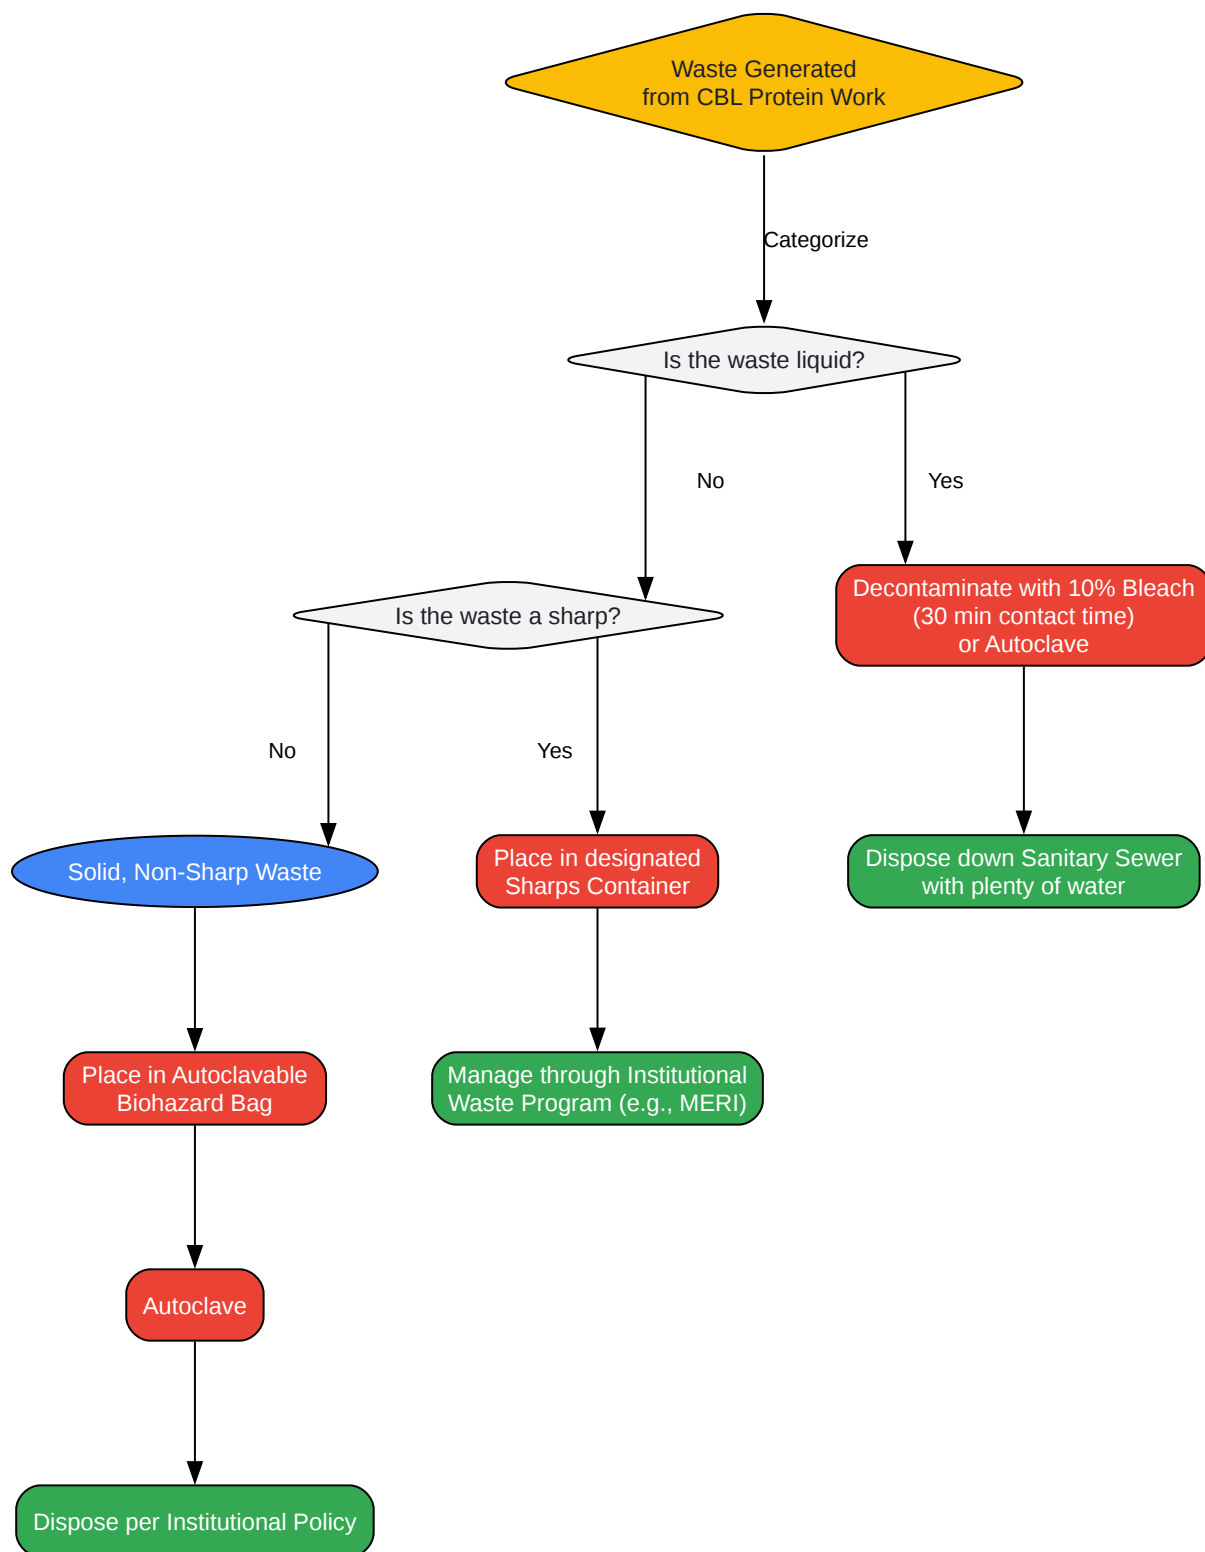 Waste Generated
from CBL Protein Work
Categorize
Is the waste liquid?
No
Yes
Decontaminate with 10% Bleach
(30 min contact time)
or Autoclave
Is the waste a sharp?
No
Yes
Solid, Non-Sharp Waste
Place in designated
Sharps Container
Dispose down Sanitary Sewer
with plenty of water
Place in Autoclavable
Biohazard Bag
Manage through Institutional
Waste Program (e.g., MERI)
Autoclave
Dispose per Institutional Policy